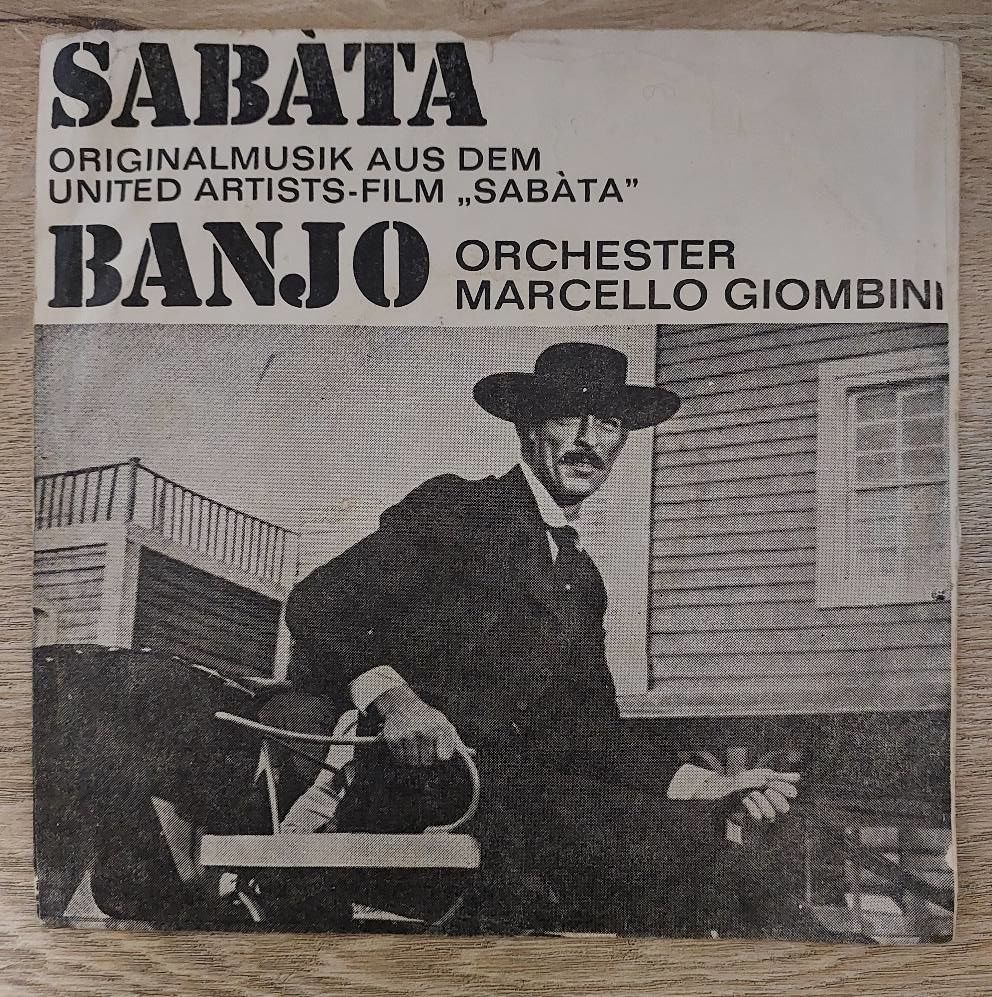 SABÀTA
ORIGINALMUSIK AUS DEM
UNITED ARTISTS-FILM „SABÀTA”
BANJO
ORCHESTER
MARCELLO GIOMBINI